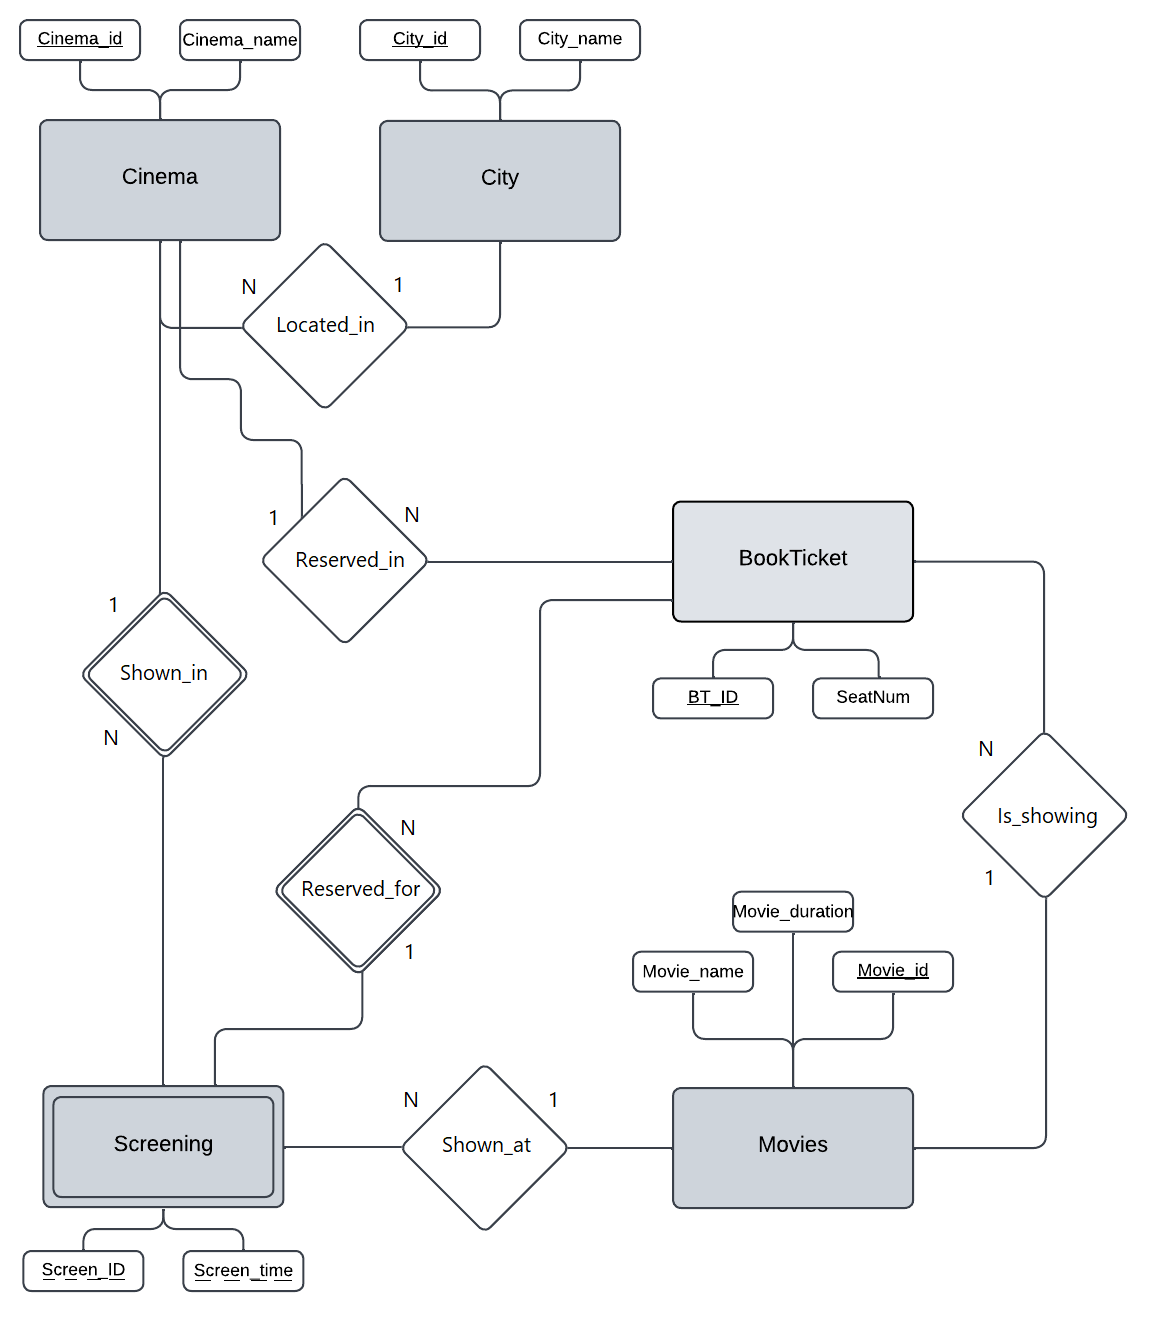 Cinema_id
Cinema_name
City_id
City_name
Cinema
City
N
1
Located_in
1
N
Reserved_in
BookTicket
1
Shown_in
N
BT_ID
SeatNum
N
Is_showing
1
N
Reserved_for
1
Movie_duration
Movie_name
Movie_id
N
1
Screening
Shown_at
Movies
Screen_ID
Screen_time